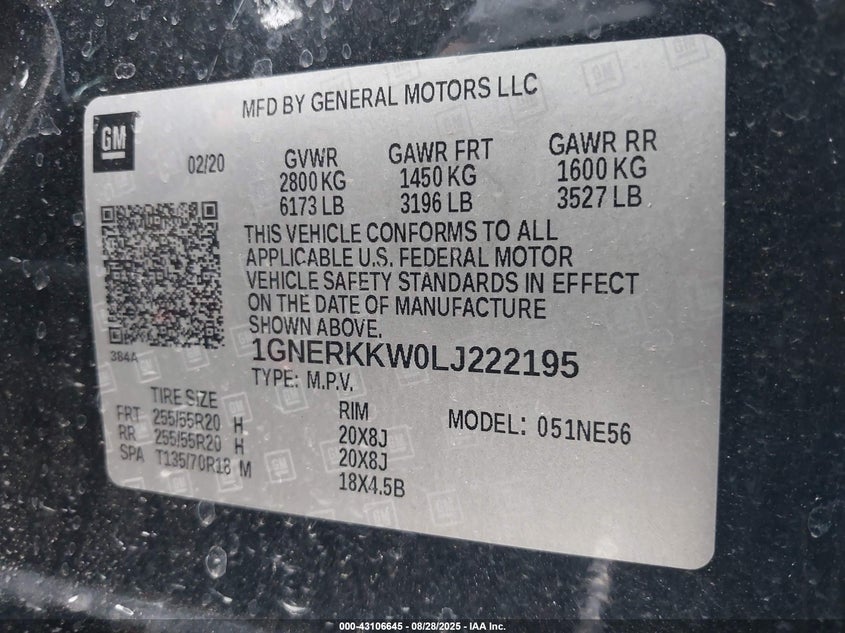 MFD BY GENERAL MOTORS LLC
GM
02/20
GVWR GAWR FRT GAWR RR
2800 KG 1450 KG 1600 KG
6173 LB 3196 LB 3527 LB
THIS VEHICLE CONFORMS TO ALL
APPLICABLE U.S. FEDERAL MOTOR
VEHICLE SAFETY STANDARDS IN EFFECT
ON THE DATE OF MANUFACTURE
SHOWN ABOVE.
384A
1GNERKKW0LJ222195
TYPE: M.P.V.
TIRE SIZE RIM MODEL: 051NE56
FRT 255/55R20 H 20X8J
RR 255/55R20 H 20X8J
SPA T135/70R18 M 18X4.5B
000-43106645 - 08/28/2025 - IAA Inc.